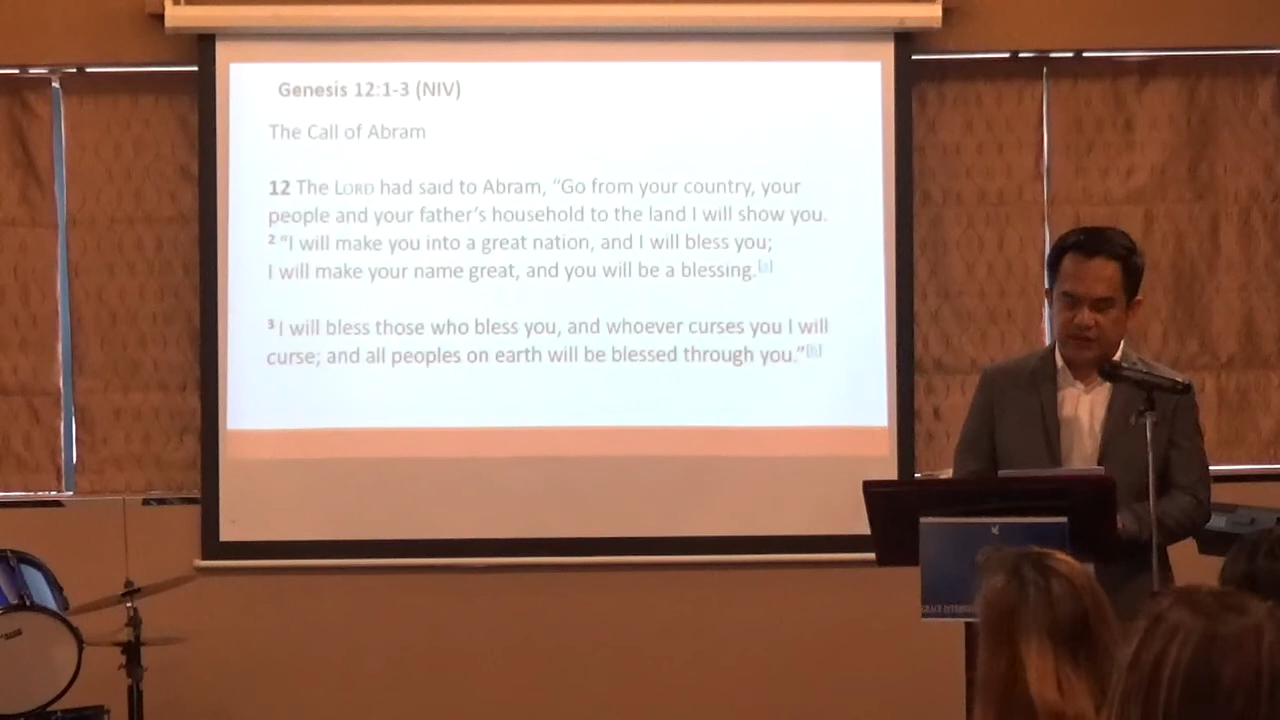 Genesis 12:1-3 (NIV)
The Call of Abram
12 The LORD had said to Abram, “Go from your country, your
people and your father’s household to the land I will show you.
2 “I will make you into a great nation, and I will bless you;
I will make your name great, and you will be a blessing.[a]
3 I will bless those who bless you, and whoever curses you I will
curse; and all peoples on earth will be blessed through you.”[b]